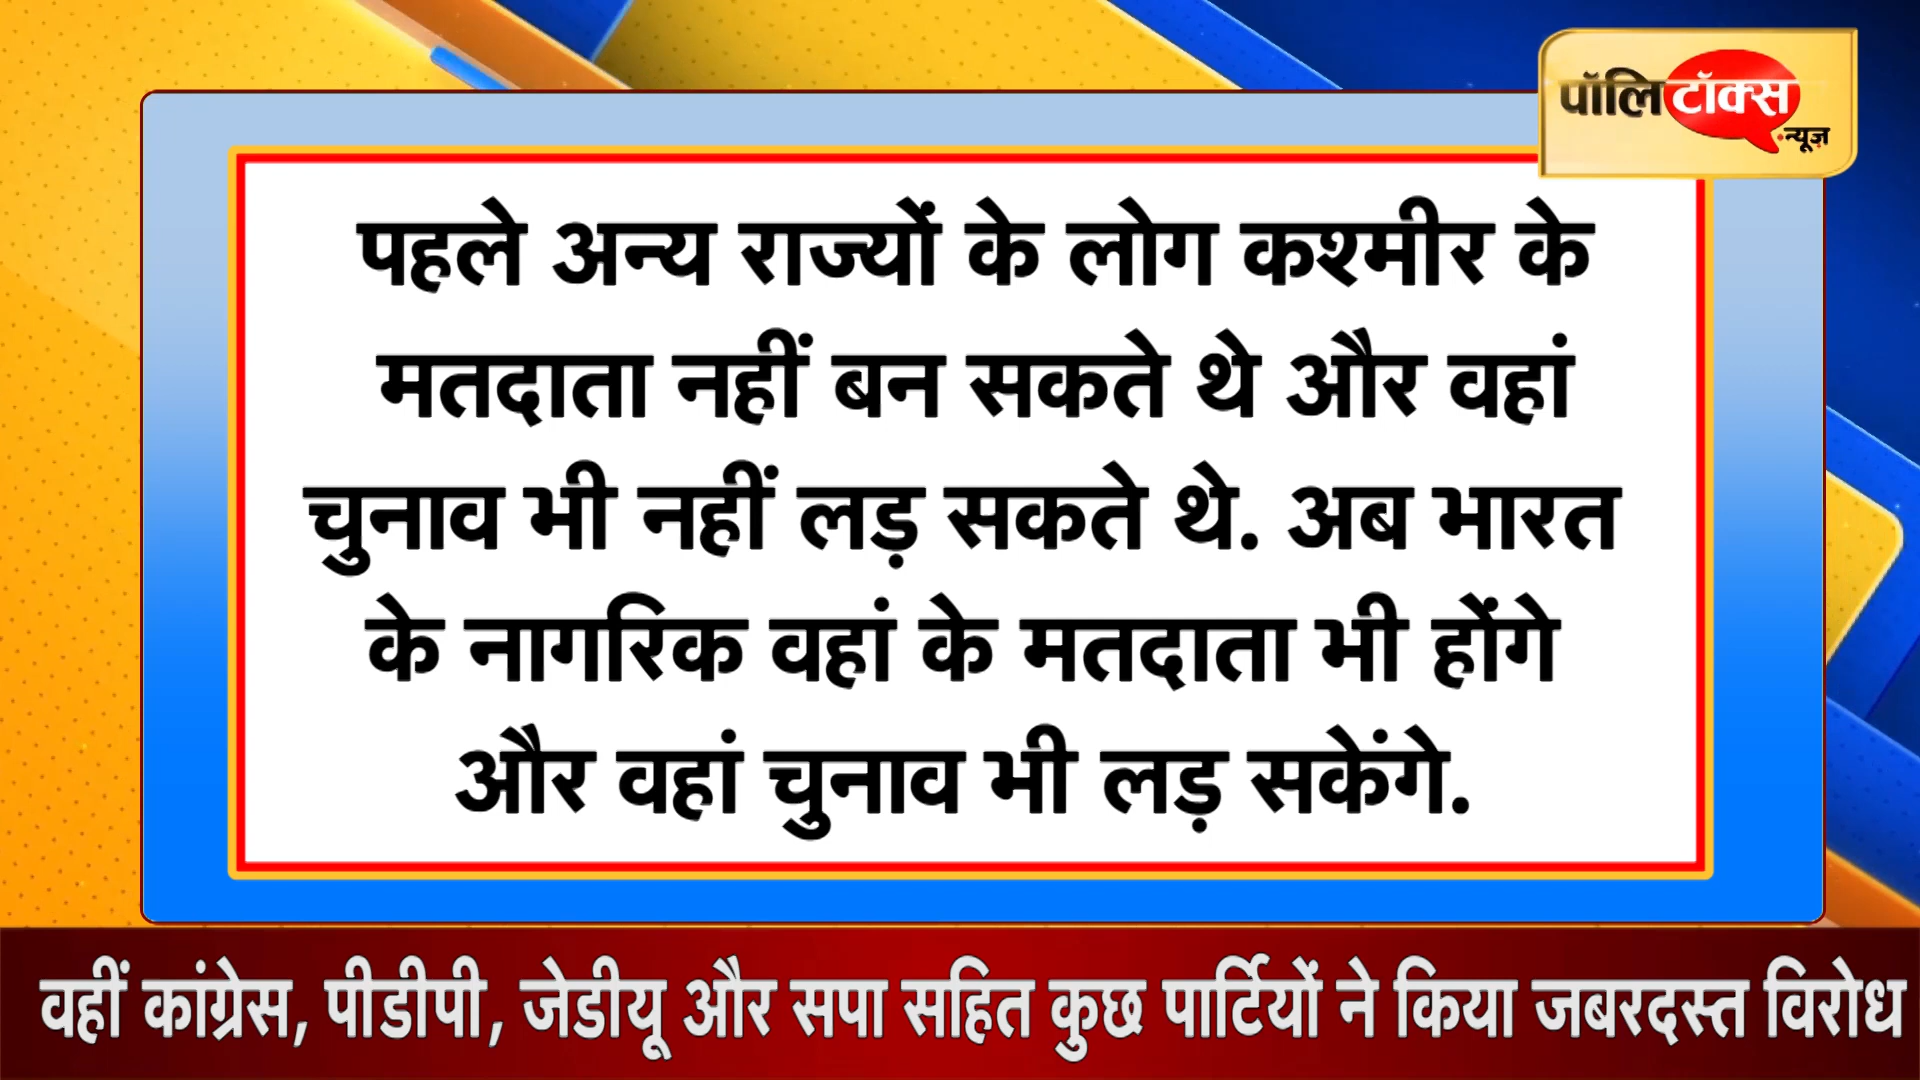 पॉलिटॉक्स
न्यूज़
पहले अन्य राज्यों के लोग कश्मीर के
मतदाता नहीं बन सकते थे और वहां
चुनाव भी नहीं लड़ सकते थे. अब भारत
के नागरिक वहां के मतदाता भी होंगे
और वहां चुनाव भी लड़ सकेंगे.
वहीं कांग्रेस, पीडीपी, जेडीयू और सपा सहित कुछ पार्टियों ने किया जबरदस्त विरोध